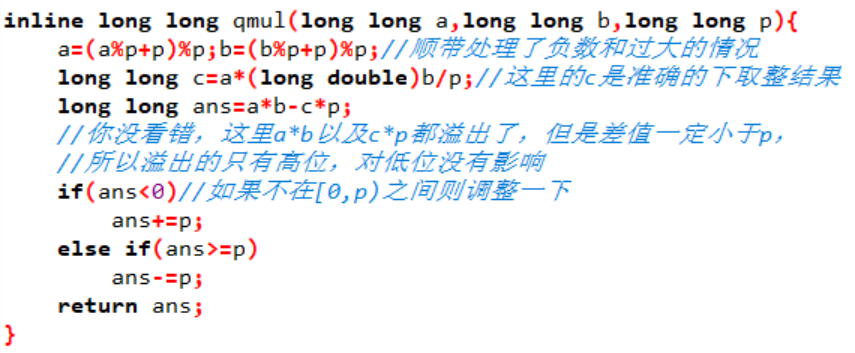 inline long long qmul(long long a,long long b,long long p){
    a=(a%p+p)%p;b=(b%p+p)%p;//顺带处理了负数和过大的情况
    long long c=a*(long double)b/p;//这里的c是准确的下取整结果
    long long ans=a*b-c*p;
    //你没看错，这里a*b以及c*p都溢出了，但是差值一定小于p，
    //所以溢出的只有高位，对低位没有影响
    if(ans<0)//如果不在[0,p)之间则调整一下
        ans+=p;
    else if(ans>=p)
        ans-=p;
    return ans;
}